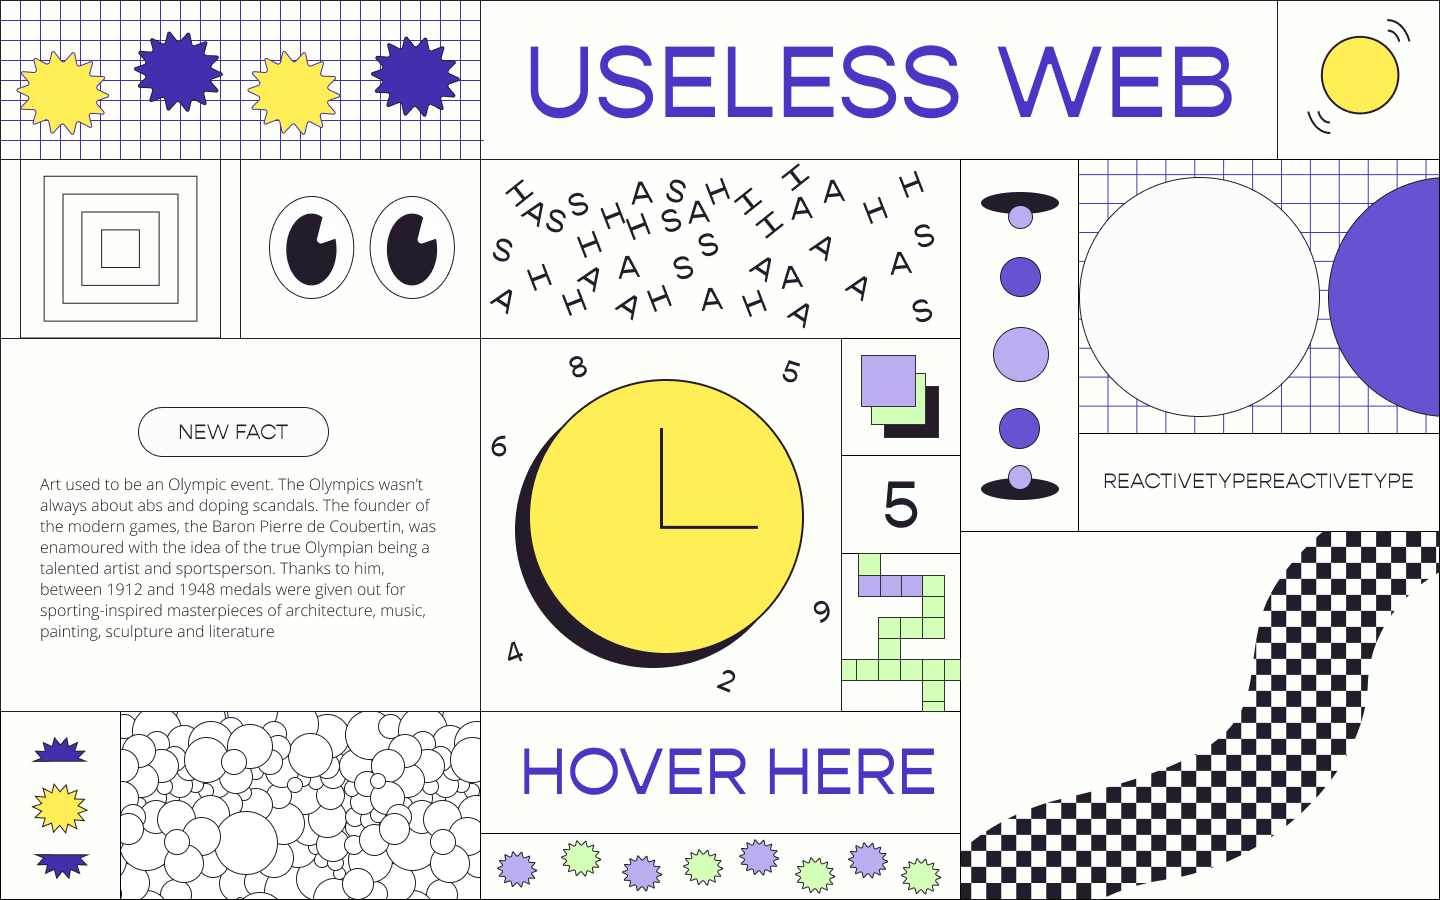 USELESS WEB
H
A
S
S
H
A
S
H
H
H
A
H
A
S
H
S
A
H
A
H
H
S
S
A
S
H
A
A
S
A
A
A
A
H
A
H
A
H
A
S
8
5
6
9
4
2
5
NEW FACT
Art used to be an Olympic event. The Olympics wasn’t
always about abs and doping scandals. The founder of
the modern games, the Baron Pierre de Coubertin, was
enamoured with the idea of the true Olympian being a
talented artist and sportsperson. Thanks to him,
between 1912 and 1948 medals were given out for
sporting-inspired masterpieces of architecture, music,
painting, sculpture and literature
REACTIVETYPEREACTIVETYPE
HOVER HERE